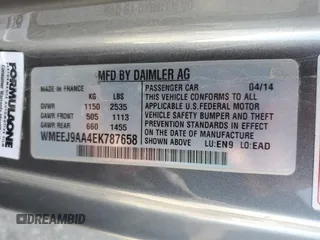 FORMULAONE
MFD BY DAIMLER AG
MADE IN FRANCE
PASSENGER CAR 04/14
KG LBS
GVWR 1150 2535
GAWR FRONT 505 1113
GAWR REAR 660 1455
THIS VEHICLE CONFORMS TO ALL
APPLICABLE U.S.FEDERAL MOTOR
VEHICLE SAFETY, BUMPER, AND
THEFT PREVENTION STANDARDS
IN EFFECT ON THE DATE OF
MANUFACTURE SHOWN ABOVE
WMEEJ9AA4EK787658
LU:EN9 LO:EAD
DREAMBID